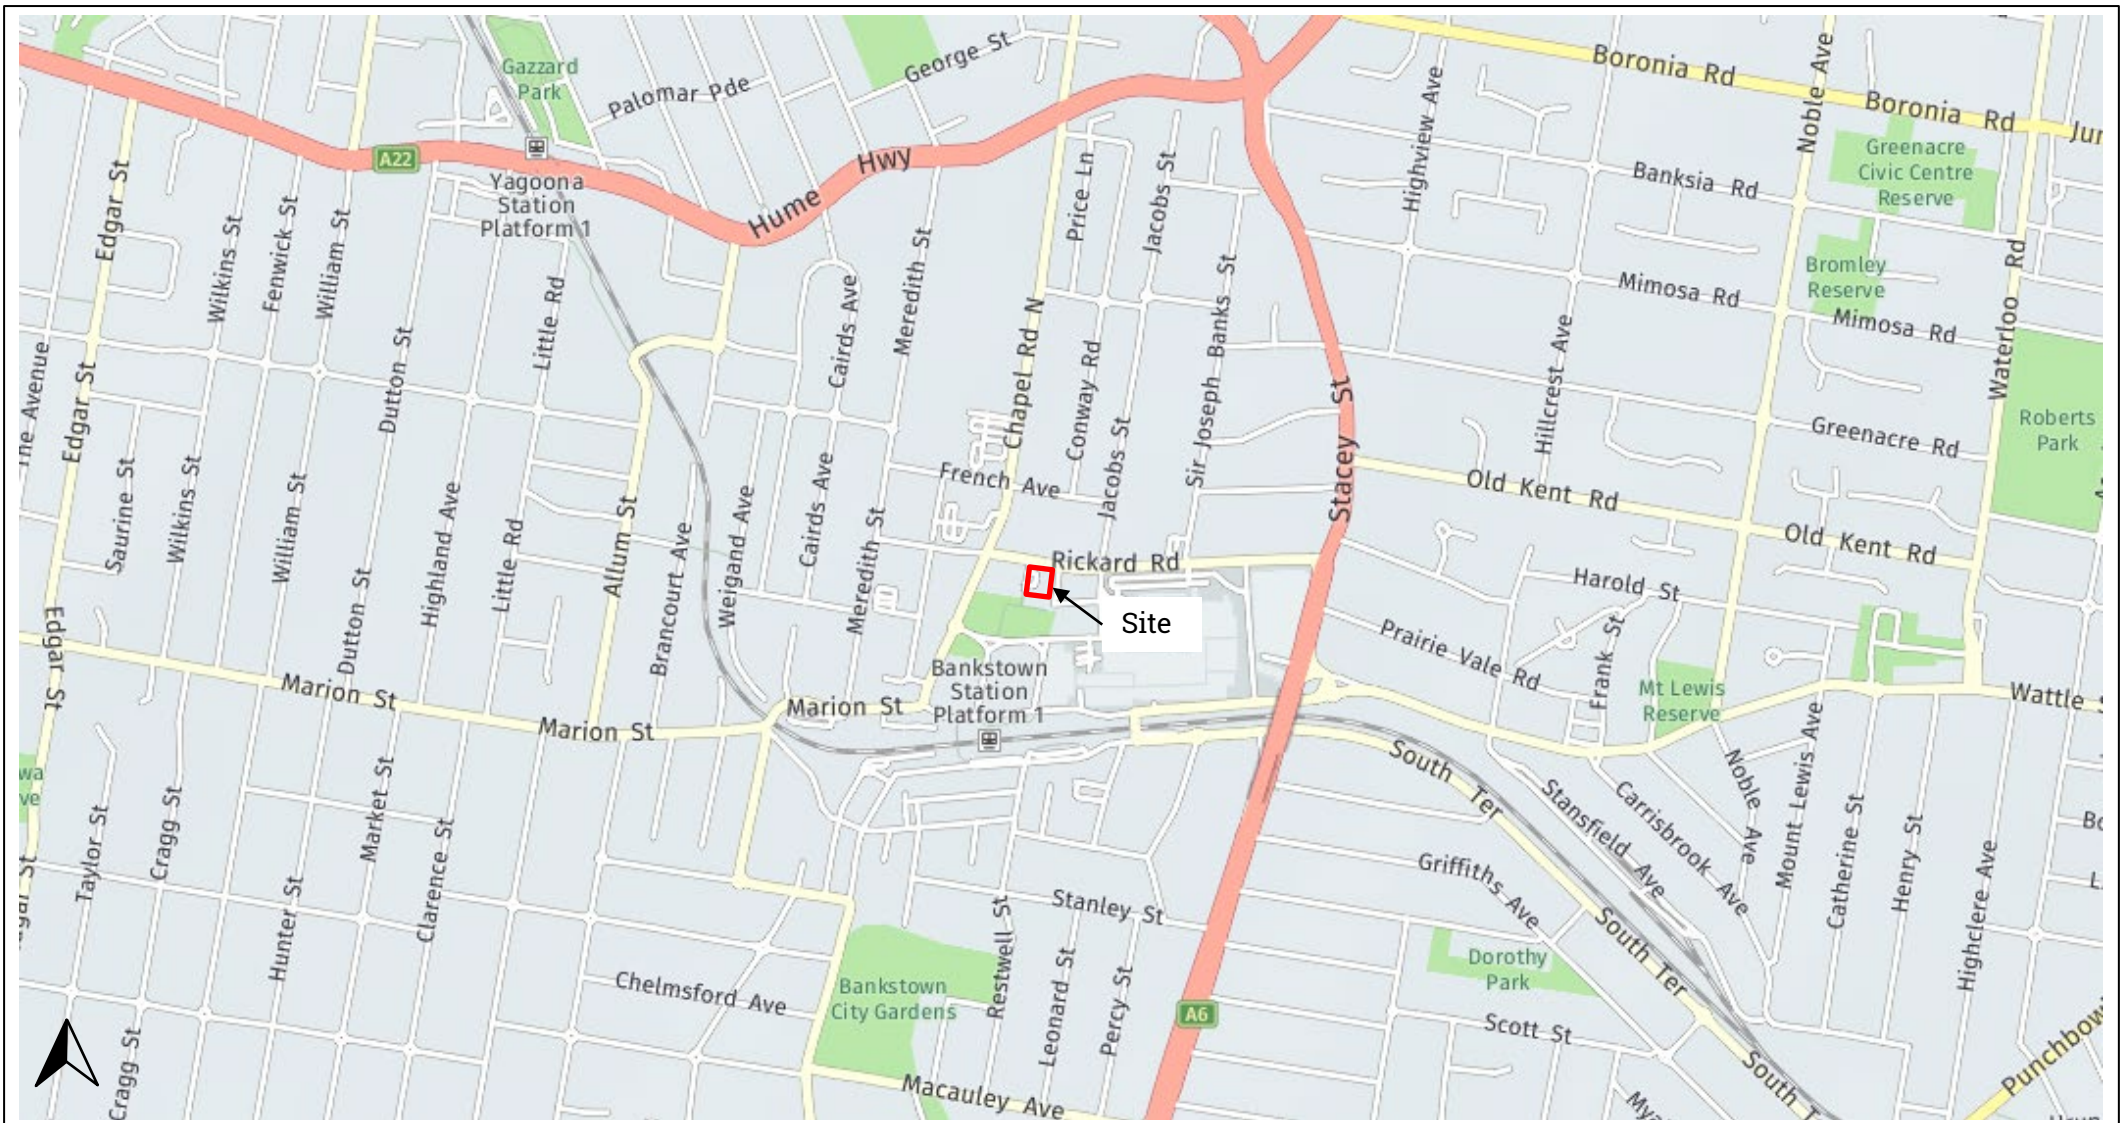 Gazzard
Park
Palomar Pde
George St
Boronia Rd
Boronia Rd
Noble Ave
A22
Yagoona
Station
Platform 1
Hume
Hwy
Price Ln
Jacobs St
Highview Ave
Banksia Rd
Greenacre
Civic Centre
Reserve
Edgar St
Wilkins St
Fenwick St
William St
Little Rd
Dutton St
Cairds Ave
Meredith St
Chapel Rd N
Conway Rd
Sir Joseph Banks St
Mimosa Rd
Bromley
Reserve
Mimosa Rd
Waterloo Rd
Hillcrest Ave
Stacey St
The Avenue
Edgar St
Roberts
Park
Greenacre Rd
Saurine St
Wilkins St
William St
Highland Ave
Little Rd
Allum St
Brancourt Ave
Weigand Ave
Cairds Ave
Meredith St
French Ave
Jacobs St
Old Kent Rd
Old Kent Rd
Rickard Rd
Site
Harold St
Prairie Vale Rd
Frank St
Mt Lewis
Reserve
Wattle
Edgar St
Dutton St
Marion St
Marion St
Marion St
Bankstown
Station
Platform 1
South
Ter
Noble Ave
Mount Lewis Ave
Catherine St
Henry St
Highclere Ave
Stansfield Ave
Carrisbrook Ave
Taylor St
Cragg St
Market St
Clarence St
Hunter St
Stanley St
Griffiths Ave
South Ter
Dorothy
Park
Chelmsford Ave
Bankstown
City Gardens
Restwell St
Leonard St
Percy St
A6
Scott St
Cragg St
Macauley Ave
South
Punchbow